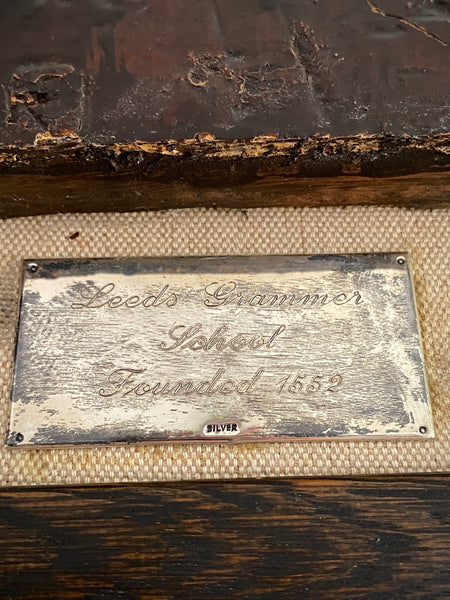 Leeds Grammer
School
Founded 1552
SILVER